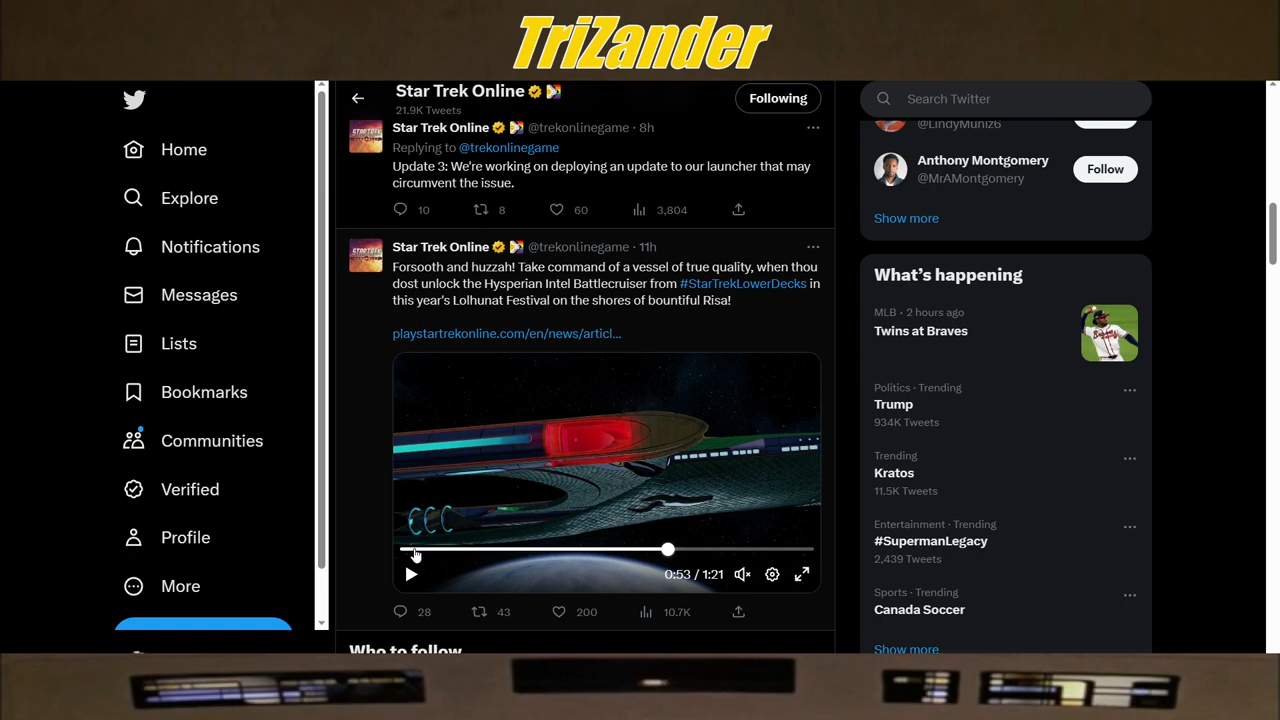 TriZander
Star Trek Online
21.9K Tweets
Following
Home
Explore
Notifications
Messages
Lists
Bookmarks
Communities
Verified
Profile
More
Star Trek Online @trekonlinegame · 8h
Replying to @trekonlinegame
Update 3: We're working on deploying an update to our launcher that may
circumvent the issue.
10 8 60 3,804
Star Trek Online @trekonlinegame · 11h
Forsooth and huzzah! Take command of a vessel of true quality, when thou
dost unlock the Hysperian Intel Battlecruiser from #StarTrekLowerDecks in
this year's Lolhunat Festival on the shores of bountiful Risa!
playstartrekonline.com/en/news/articl...
0:53 / 1:21
28 43 200 10.7K
Who to follow
Search Twitter
@LindyMuniz6
Anthony Montgomery
@MrAMontgomery
Follow
Show more
What's happening
MLB · 2 hours ago
Twins at Braves
Politics · Trending
Trump
934K Tweets
Trending
Kratos
11.5K Tweets
Entertainment · Trending
#SupermanLegacy
2,439 Tweets
Sports · Trending
Canada Soccer
Show more